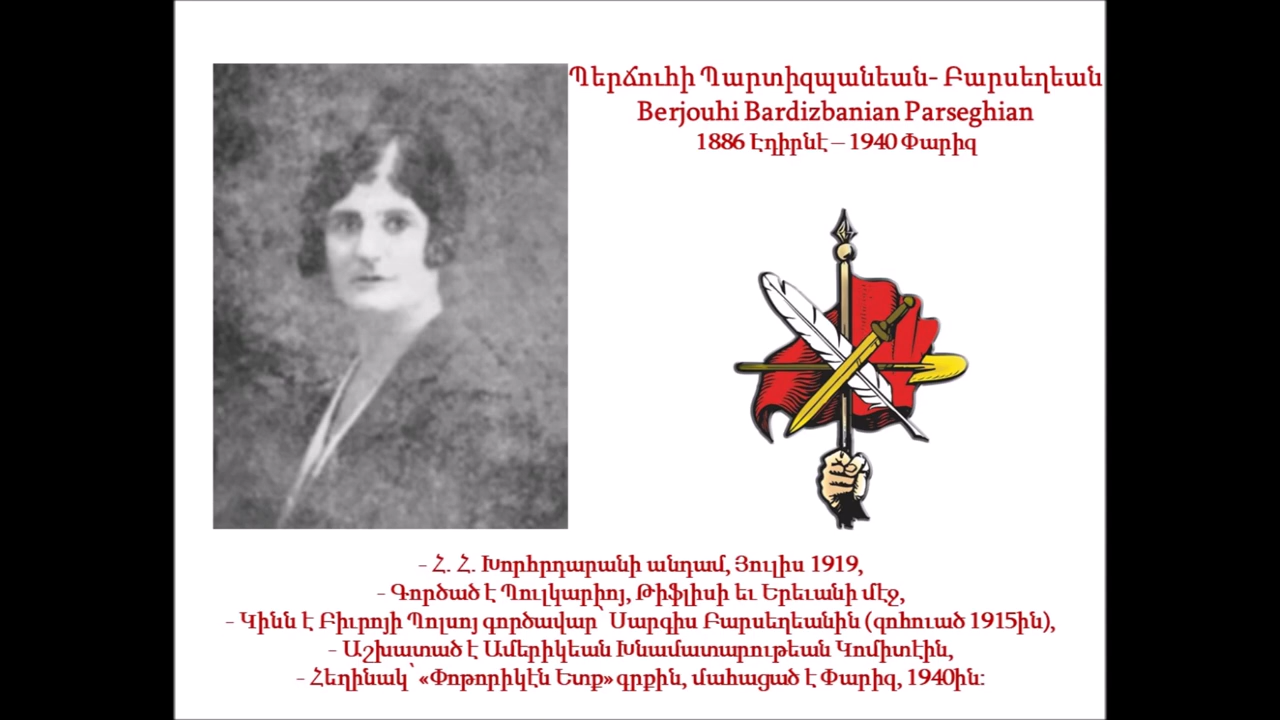 Պերճուհի Պարտիզպանեան- Բարսեղեան
Berjouhi Bardizbanian Parseghian
1886 Էդիրնէ – 1940 Փարիզ
- Հ. Հ. Խորհրդարանի անդամ, Յուլիս 1919,
- Գործած է Պուլկարիոյ, Թիֆլիսի եւ Երեւանի մէջ,
- Կինն է Բիւրոյի Պոլսոյ գործավար՝ Սարգիս Բարսեղեանին (զոհուած 1915ին),
- Աշխատած է Ամերիկեան Խնամատարութեան Կոմիտէին,
- Հեղինակ՝ «Փոթորիկէն Ետք» գրքին, մահացած է Փարիզ, 1940ին: